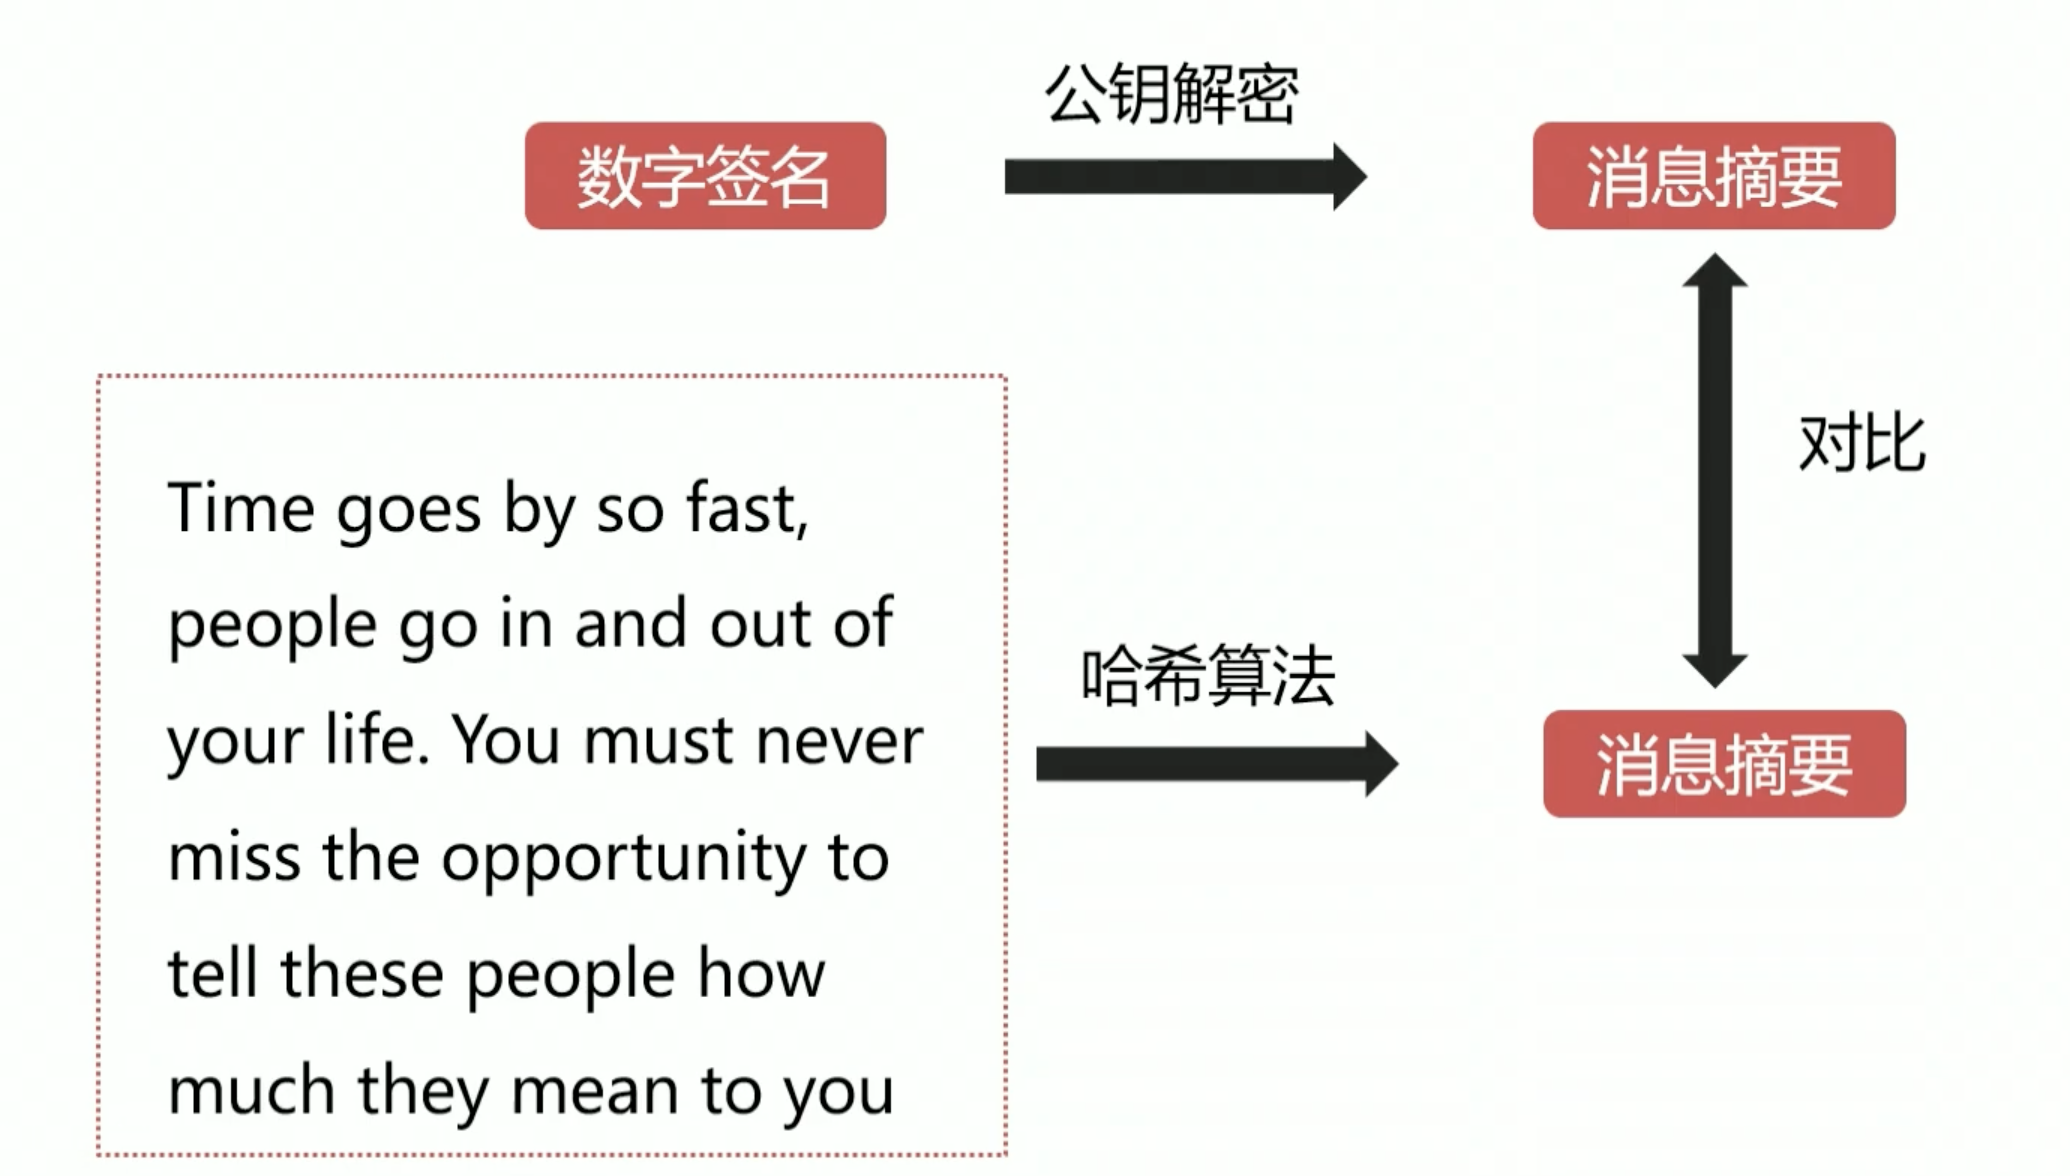 公钥解密
数字签名
消息摘要
对比
Time goes by so fast,
people go in and out of
your life. You must never
miss the opportunity to
tell these people how
much they mean to you
哈希算法
消息摘要